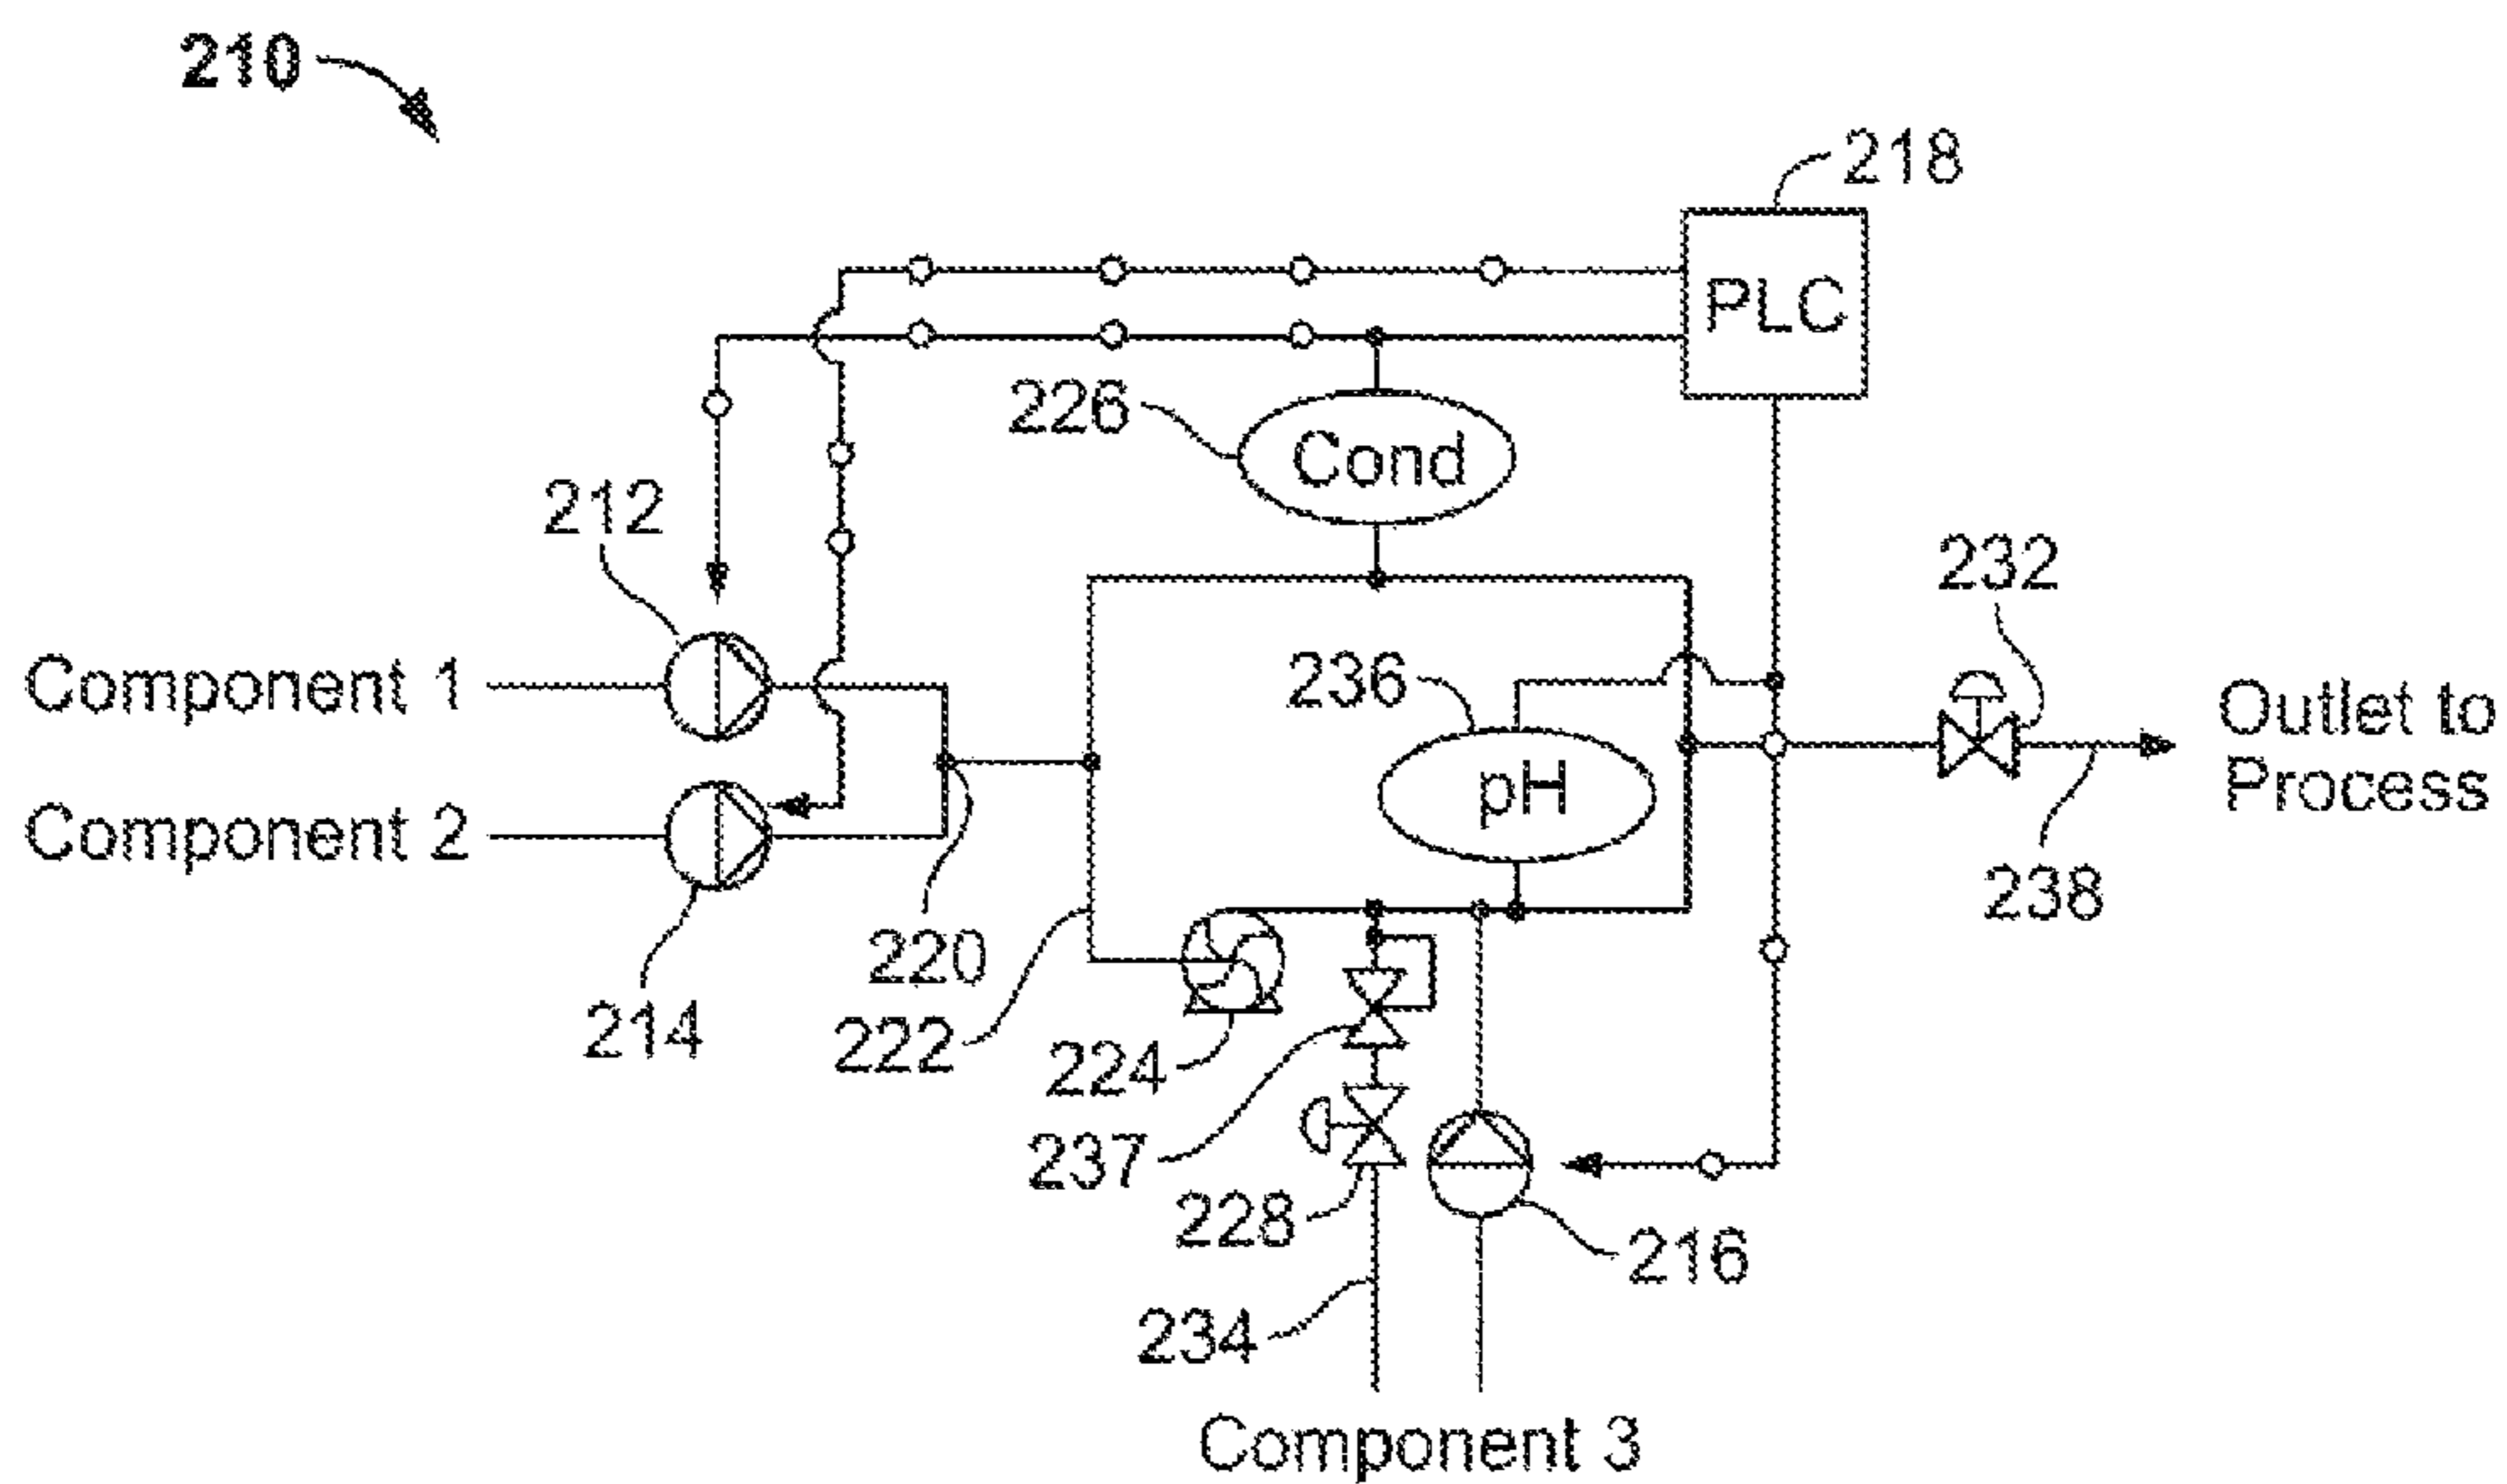 210
218
PLC
226
Cond
212
232
Component 1
236
Outlet to
Process
pH
Component 2
238
220
214
222
224
237
228
216
234
Component 3